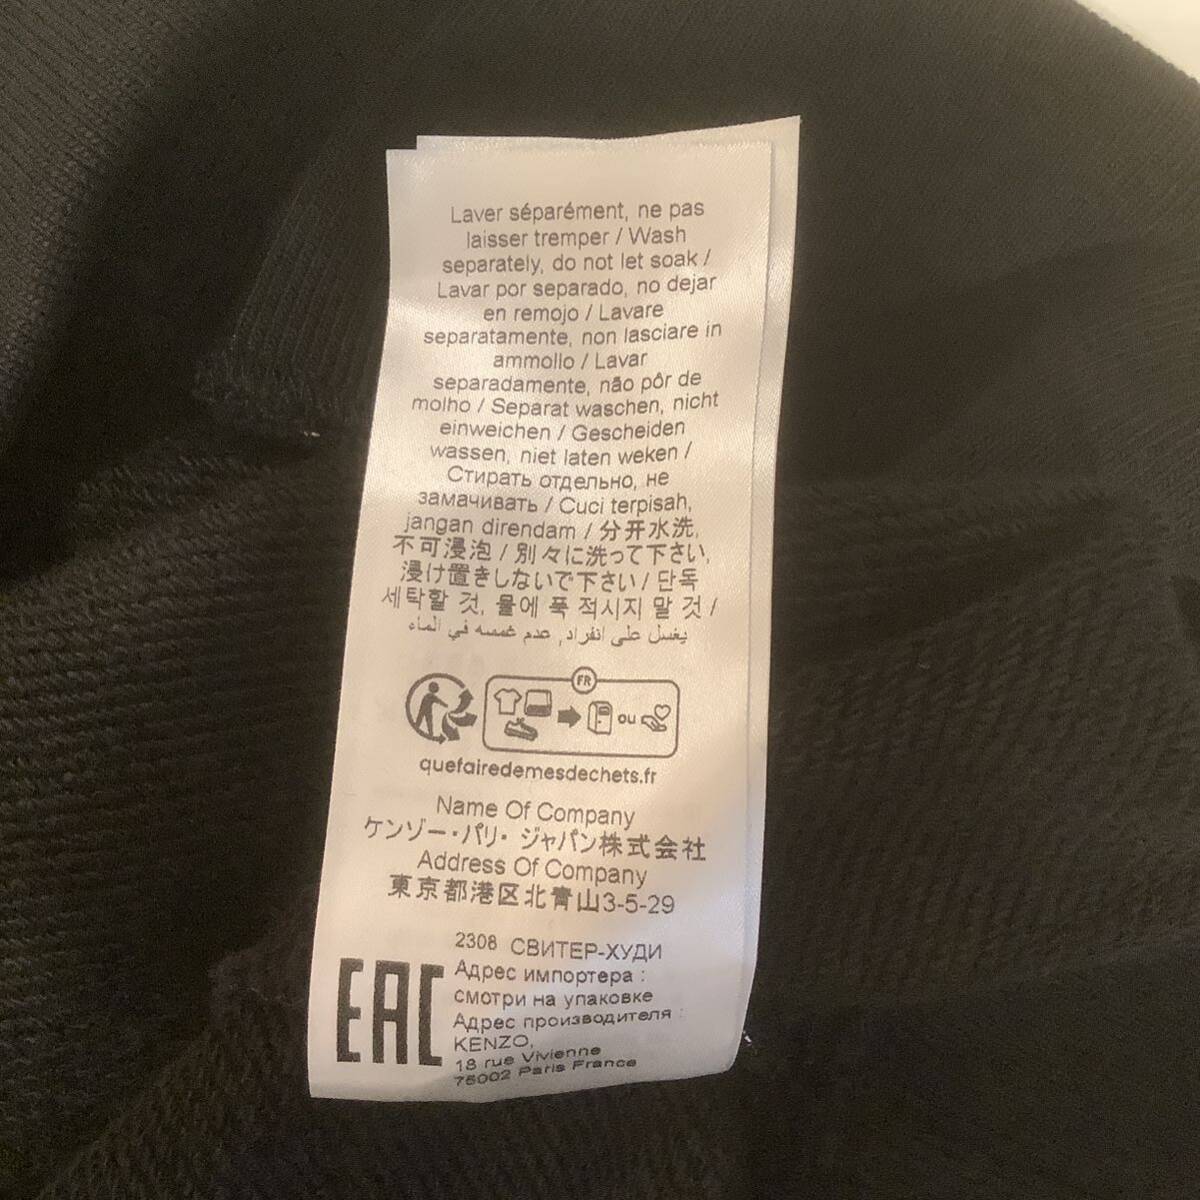 Laver séparément, ne pas
laisser tremper / Wash
separately, do not let soak /
Lavar por separado, no dejar
en remojo / Lavare
separatamente, non lasciare in
ammollo / Lavar
separadamente, não pôr de
molho / Separat waschen, nicht
einweichen / Gescheiden
wassen, niet laten weken /
Стирать отдельно, не
замачивать / Cuci terpisah,
jangan direndam / 分开水洗,
不可浸泡 / 別々に洗って下さい,
浸け置きしないで下さい / 단독
세탁할 것, 물에 푹 적시지 말 것 /
يغسل على انفراد, عدم غمسه في الماء
FR
ou
quefairedemesdechets.fr
Name Of Company
ケンゾー・パリ・ジャパン株式会社
Address Of Company
東京都港区北青山3-5-29
2308 СВИТЕР-ХУДИ
EAC
Адрес импортера :
смотри на упаковке
Адрес производителя :
KENZO,
18 rue Vivienne
75002 Paris France